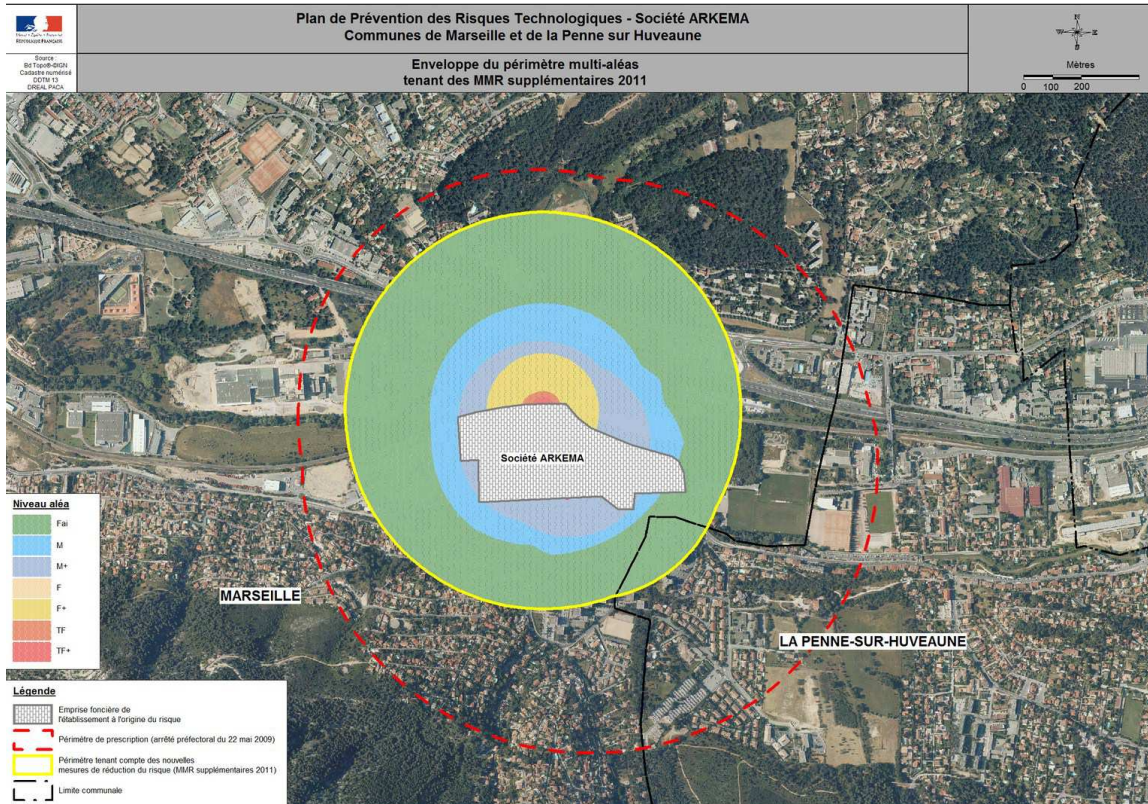 Plan de Prévention des Risques Technologiques - Société ARKEMA
Communes de Marseille et de la Penne sur Huveaune
Enveloppe du périmètre multi-aléas
tenant des MMR supplémentaires 2011
RÉPUBLIQUE FRANÇAISE
Source :
Bd Topo®-©IGN
Cadastre numérisé
DDTM 13
DREAL PACA
N
W
E
S
Mètres
0 100 200
Société ARKEMA
MARSEILLE
LA PENNE-SUR-HUVEAUNE
Niveau aléa
Fai
M
M+
F
F+
TF
TF+
Légende
Emprise foncière de
l'établissement à l'origine du risque
Périmètre de prescription (arrêté préfectoral du 22 mai 2009)
Périmètre tenant compte des nouvelles
mesures de réduction du risque (MMR supplémentaires 2011)
Limite communale